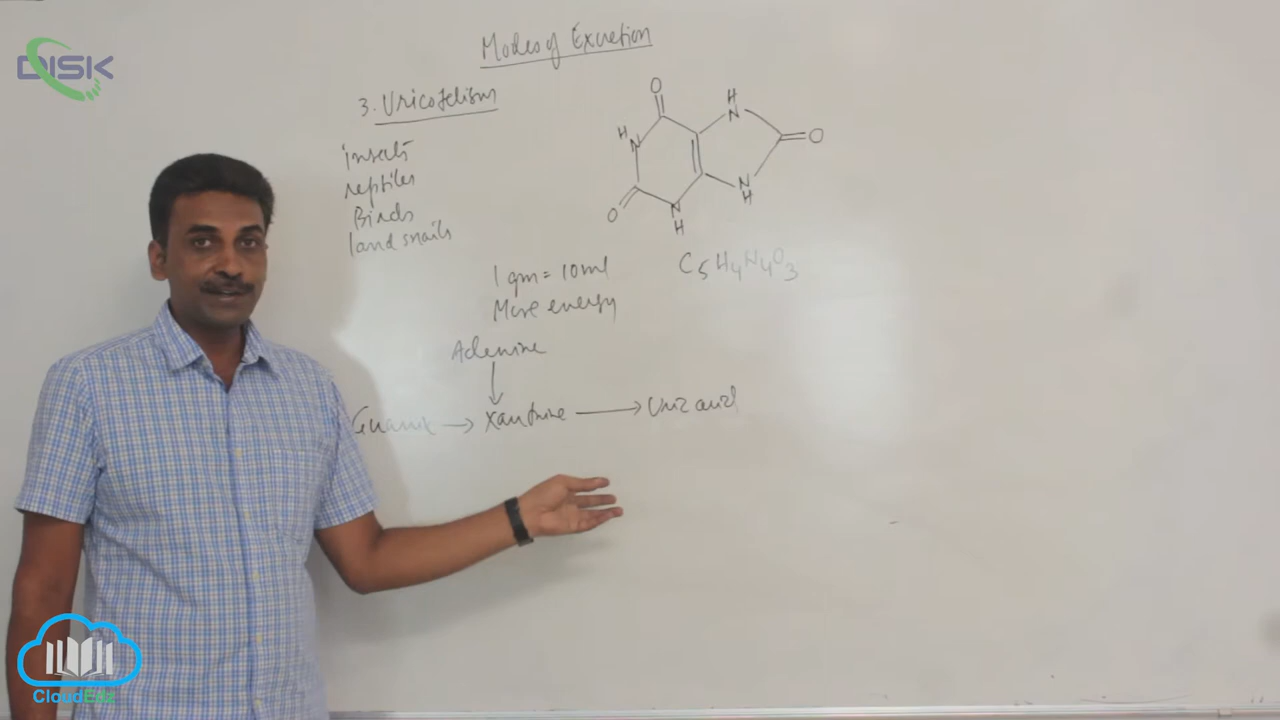 DISK
Modes of Excretion
3. Uricotelism
insects
reptiles
Birds
land snails
O
H
N
H
N
O
O
N
H
N
H
C5H4N4O3
1 gm = 10ml
More energy
Adenine
Guanine → Xanthine → Uric acid
CloudEdz